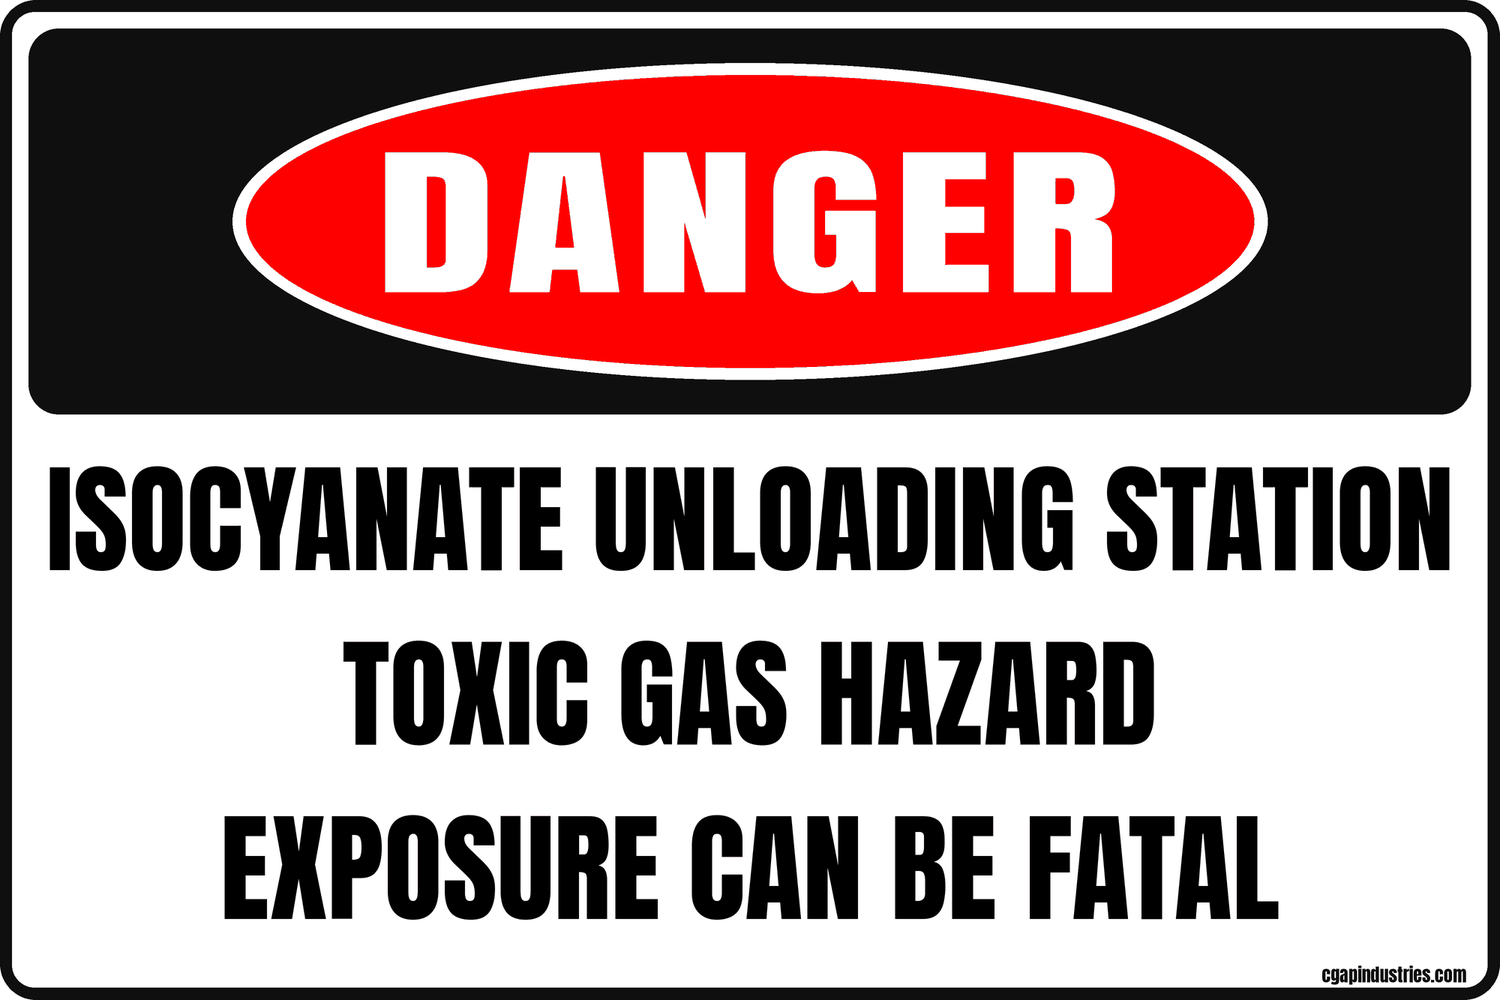 DANGER
ISOCYANATE UNLOADING STATION
TOXIC GAS HAZARD
EXPOSURE CAN BE FATAL
cgapindustries.com